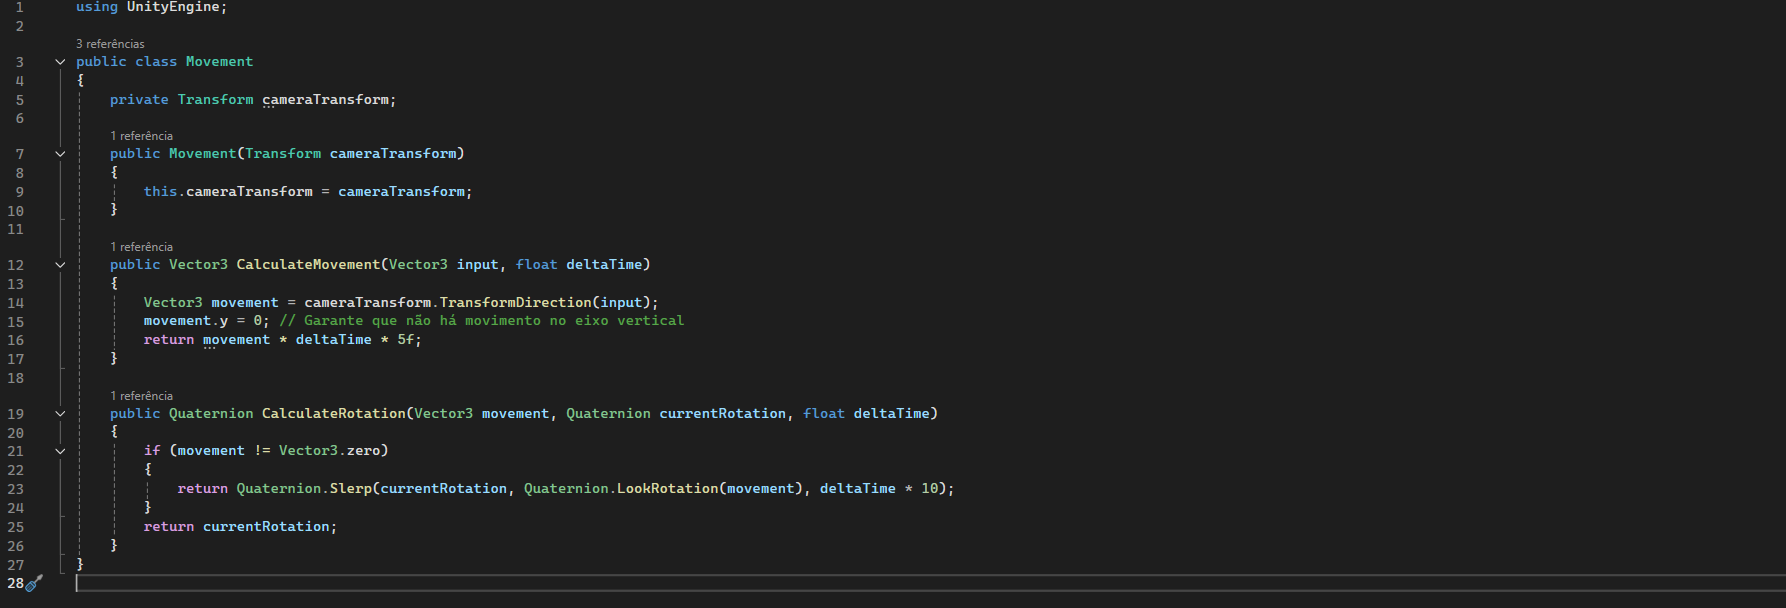 1 using UnityEngine;
2
3 referências
3 public class Movement
4 {
5 private Transform cameraTransform;
6
1 referência
7 public Movement(Transform cameraTransform)
8 {
9 this.cameraTransform = cameraTransform;
10 }
11
1 referência
12 public Vector3 CalculateMovement(Vector3 input, float deltaTime)
13 {
14 Vector3 movement = cameraTransform.TransformDirection(input);
15 movement.y = 0; // Garante que não há movimento no eixo vertical
16 return movement * deltaTime * 5f;
17 }
18
1 referência
19 public Quaternion CalculateRotation(Vector3 movement, Quaternion currentRotation, float deltaTime)
20 {
21 if (movement != Vector3.zero)
22 {
23 return Quaternion.Slerp(currentRotation, Quaternion.LookRotation(movement), deltaTime * 10);
24 }
25 return currentRotation;
26 }
27 }
28